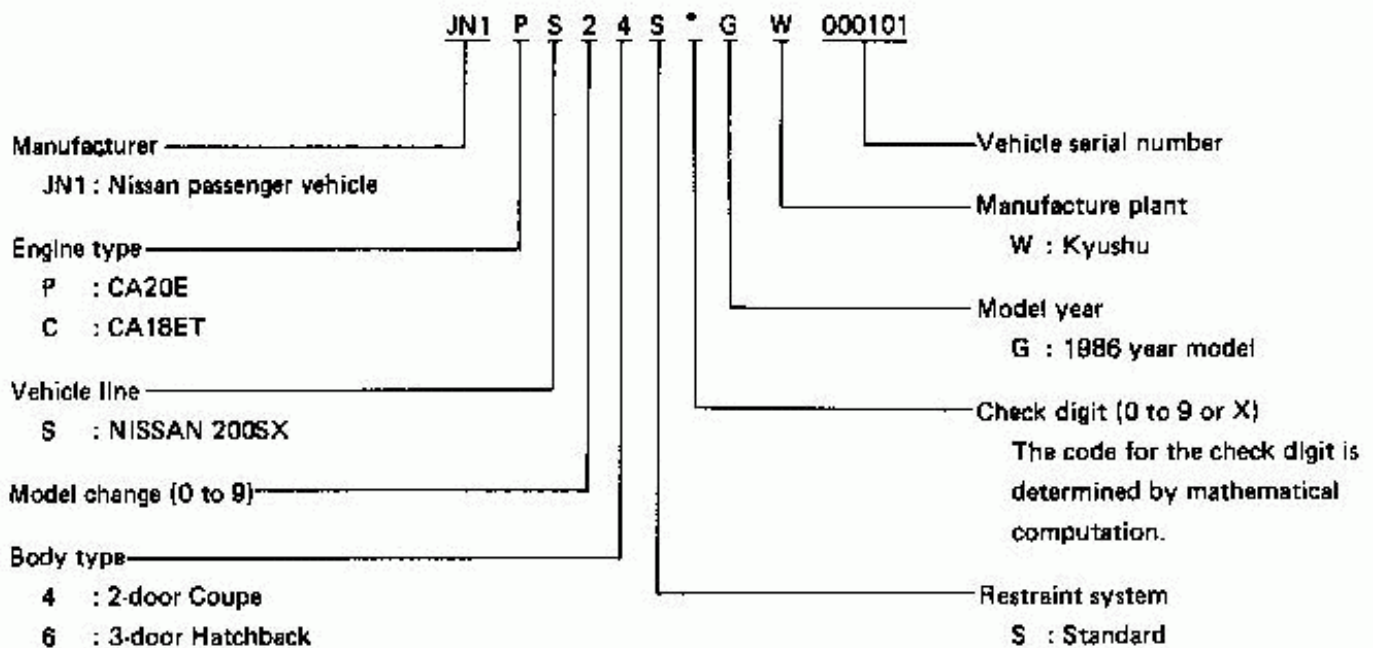 JN1 P S 2 4 S * G W 000101
Manufacturer
JN1 : Nissan passenger vehicle
Engine type
P : CA20E
C : CA18ET
Vehicle line
S : NISSAN 200SX
Model change (0 to 9)
Body type
4 : 2-door Coupe
6 : 3-door Hatchback
Vehicle serial number
Manufacture plant
W : Kyushu
Model year
G : 1986 year model
Check digit (0 to 9 or X)
The code for the check digit is
determined by mathematical
computation.
Restraint system
S : Standard